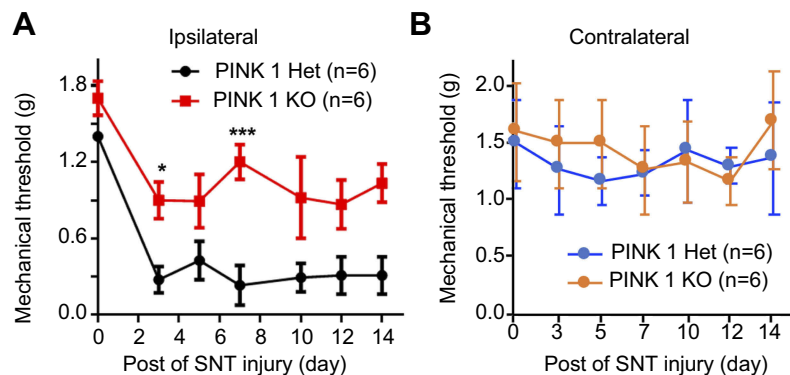 A
Ipsilateral
PINK 1 Het (n=6)
PINK 1 KO (n=6)
Mechanical threshold (g)
1.8
1.2
0.6
0.0
*
***
0 2 4 6 8 10 12 14
Post of SNT injury (day)
B
Contralateral
Mechanical threshold (g)
2.0
1.5
1.0
0.5
0.0
PINK 1 Het (n=6)
PINK 1 KO (n=6)
0 3 5 7 10 12 14
Post of SNT injury (day)